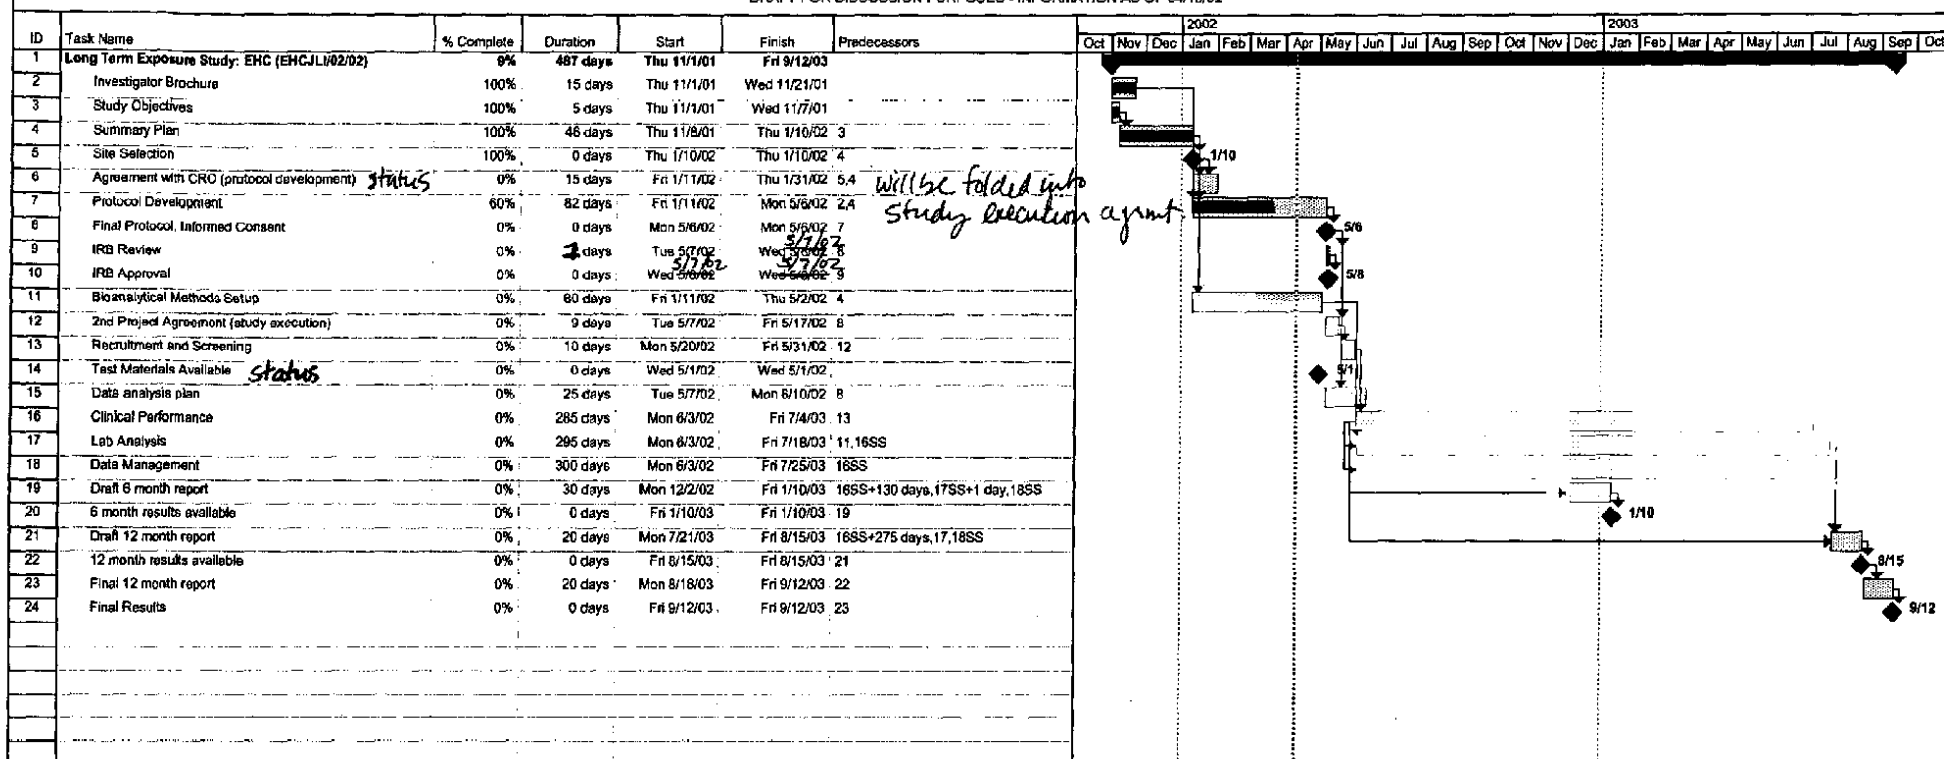 2002 2003
ID Task Name % Complete Duration Start Finish Predecessors Oct Nov Dec Jan Feb Mar Apr May Jun Jul Aug Sep Oct Nov Dec Jan Feb Mar Apr May Jun Jul Aug Sep Oct
1 Long Term Exposure Study: EHC (EHCJLI/02/02) 9% 487 days Thu 11/1/01 Fri 9/12/03
2 Investigator Brochure 100% 15 days Thu 11/1/01 Wed 11/21/01
3 Study Objectives 100% 5 days Thu 11/1/01 Wed 11/7/01
4 Summary Plan 100% 46 days Thu 11/8/01 Thu 1/10/02 3
5 Site Selection 100% 0 days Thu 1/10/02 Thu 1/10/02 4 1/10
6 Agreement with CRO (protocol development) status 0% 15 days Fri 1/11/02 Thu 1/31/02 5,4 will be folded into
7 Protocol Development 60% 82 days Fri 1/11/02 Mon 5/6/02 2,4 study execution agrmt
8 Final Protocol, Informed Consent 0% 0 days Mon 5/6/02 Mon 5/6/02 7 5/6
5/7/02
9 IRB Review 0% days Tue 5/7/02 Wed 5/8/02 8
5/7/02 5/7/02
10 IRB Approval 0% 0 days Wed 5/8/02 Wed 5/8/02 9 5/8
11 Bioanalytical Methods Setup 0% 80 days Fri 1/11/02 Thu 5/2/02 4
12 2nd Project Agreement (study execution) 0% 9 days Tue 5/7/02 Fri 5/17/02 8
13 Recruitment and Screening 0% 10 days Mon 5/20/02 Fri 5/31/02 12
14 Test Materials Available status 0% 0 days Wed 5/1/02 Wed 5/1/02 5/1
15 Data analysis plan 0% 25 days Tue 5/7/02 Mon 6/10/02 8
16 Clinical Performance 0% 285 days Mon 6/3/02 Fri 7/4/03 13
17 Lab Analysis 0% 295 days Mon 6/3/02 Fri 7/18/03 11,16SS
18 Data Management 0% 300 days Mon 6/3/02 Fri 7/25/03 16SS
19 Draft 6 month report 0% 30 days Mon 12/2/02 Fri 1/10/03 16SS+130 days,17SS+1 day,18SS
20 6 month results available 0% 0 days Fri 1/10/03 Fri 1/10/03 19 1/10
21 Draft 12 month report 0% 20 days Mon 7/21/03 Fri 8/15/03 16SS+275 days,17,18SS
22 12 month results available 0% 0 days Fri 8/15/03 Fri 8/15/03 21 8/15
23 Final 12 month report 0% 20 days Mon 8/18/03 Fri 9/12/03 22
24 Final Results 0% 0 days Fri 9/12/03 Fri 9/12/03 23 9/12